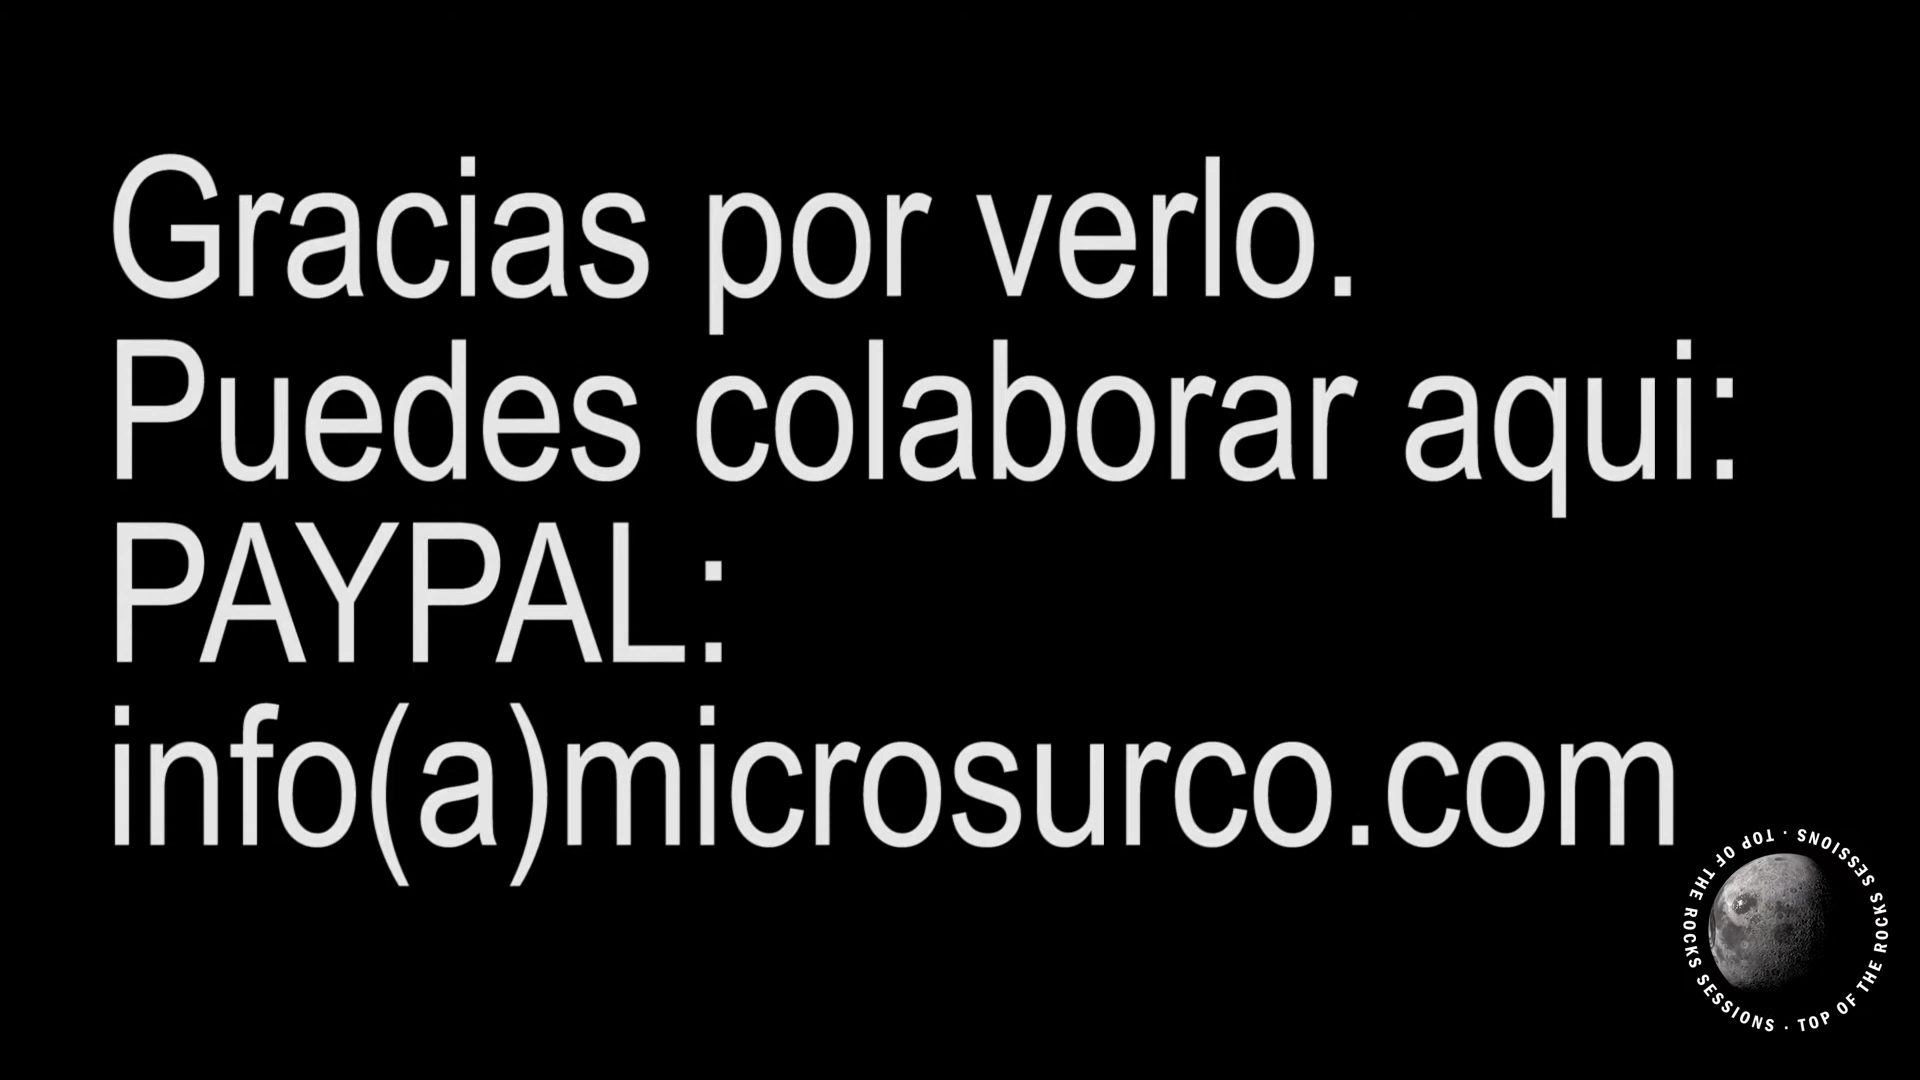 Gracias por verlo.
Puedes colaborar aqui:
PAYPAL:
info(a)microsurco.com
TOP OF THE ROCKS SESSIONS · TOP OF THE ROCKS SESSIONS ·